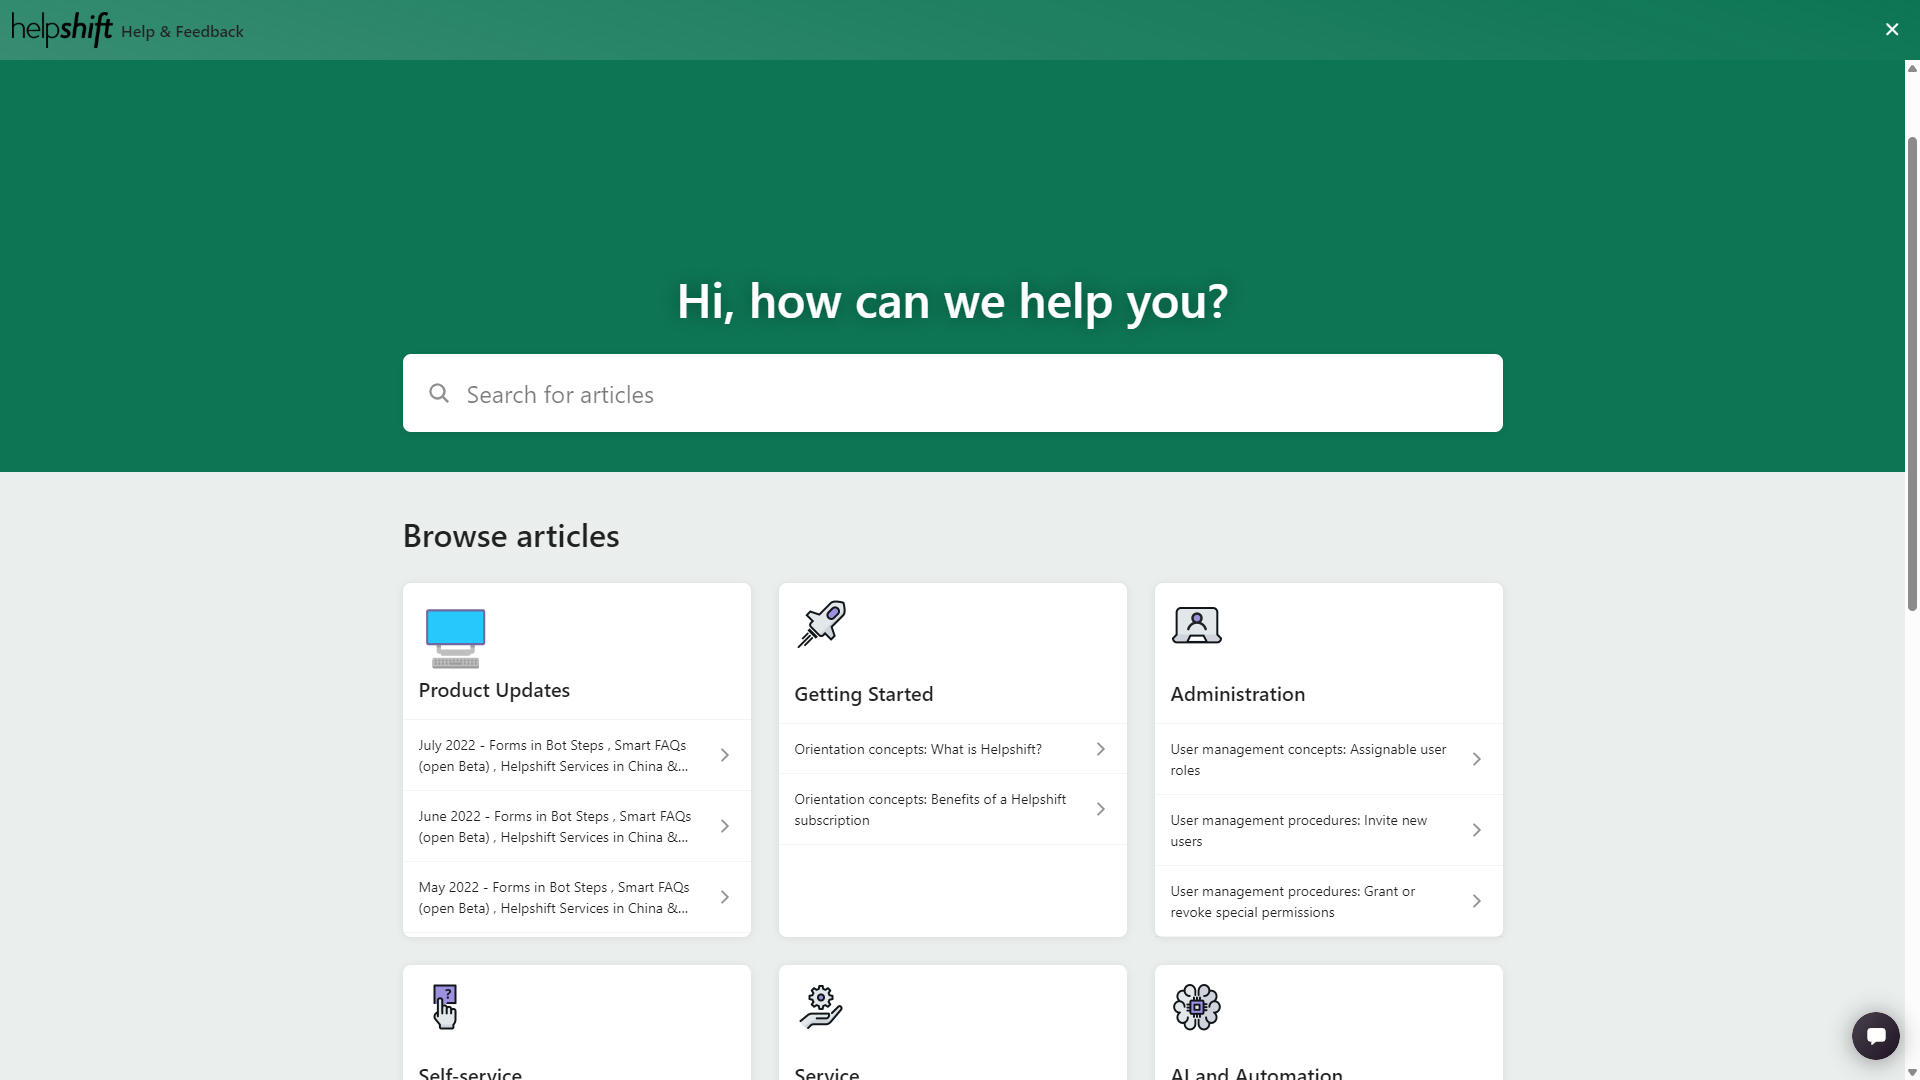 helpshift Help & Feedback
Hi, how can we help you?
Search for articles
Browse articles
Product Updates
July 2022 - Forms in Bot Steps , Smart FAQs
(open Beta) , Helpshift Services in China &...
June 2022 - Forms in Bot Steps , Smart FAQs
(open Beta) , Helpshift Services in China &...
May 2022 - Forms in Bot Steps , Smart FAQs
(open Beta) , Helpshift Services in China &...
Getting Started
Orientation concepts: What is Helpshift?
Orientation concepts: Benefits of a Helpshift
subscription
Administration
User management concepts: Assignable user
roles
User management procedures: Invite new
users
User management procedures: Grant or
revoke special permissions
?
Self-service
Service
AI and Automation